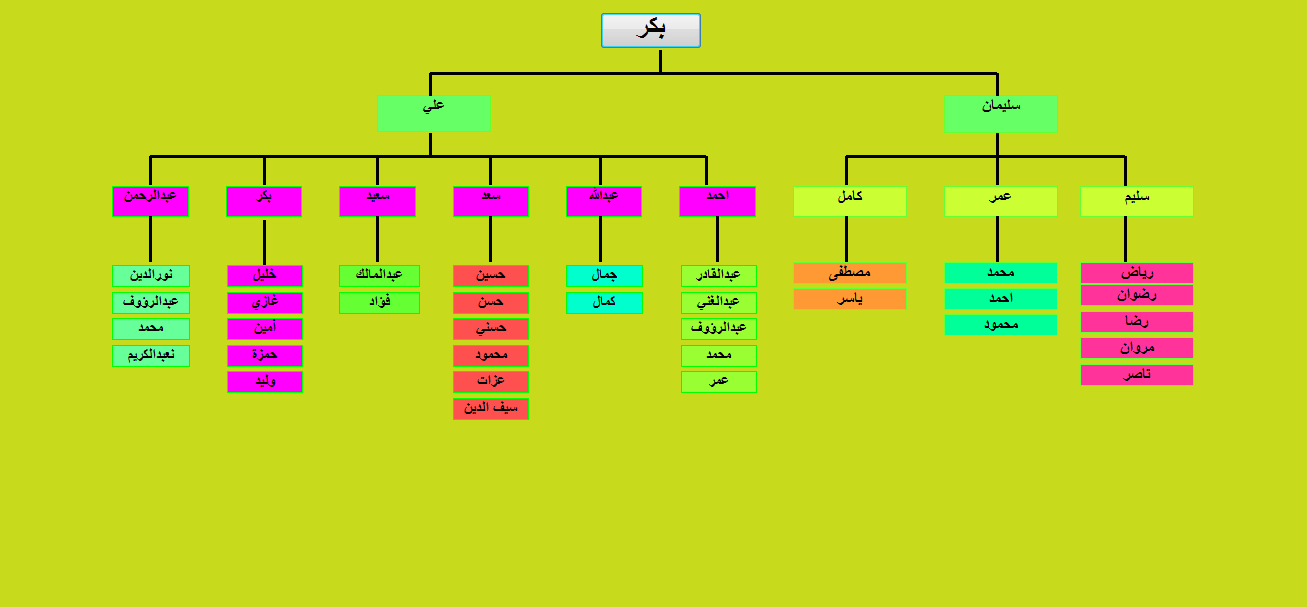 بكر
سليمان
علي
سليم
عمر
كامل
احمد
عبدالله
سعد
سعيد
بكر
عبدالرحمن
رياض
رضوان
رضا
مروان
ناصر
محمد
احمد
محمود
مصطفى
ياسر
عبدالقادر
عبدالغني
عبدالرؤوف
محمد
عمر
جمال
كمال
حسين
حسن
حسني
محمود
عزات
سيف الدين
عبدالمالك
فؤاد
خليل
غازي
أمين
حمزة
وليد
نورالدين
عبدالرؤوف
محمد
نعبدالكريم